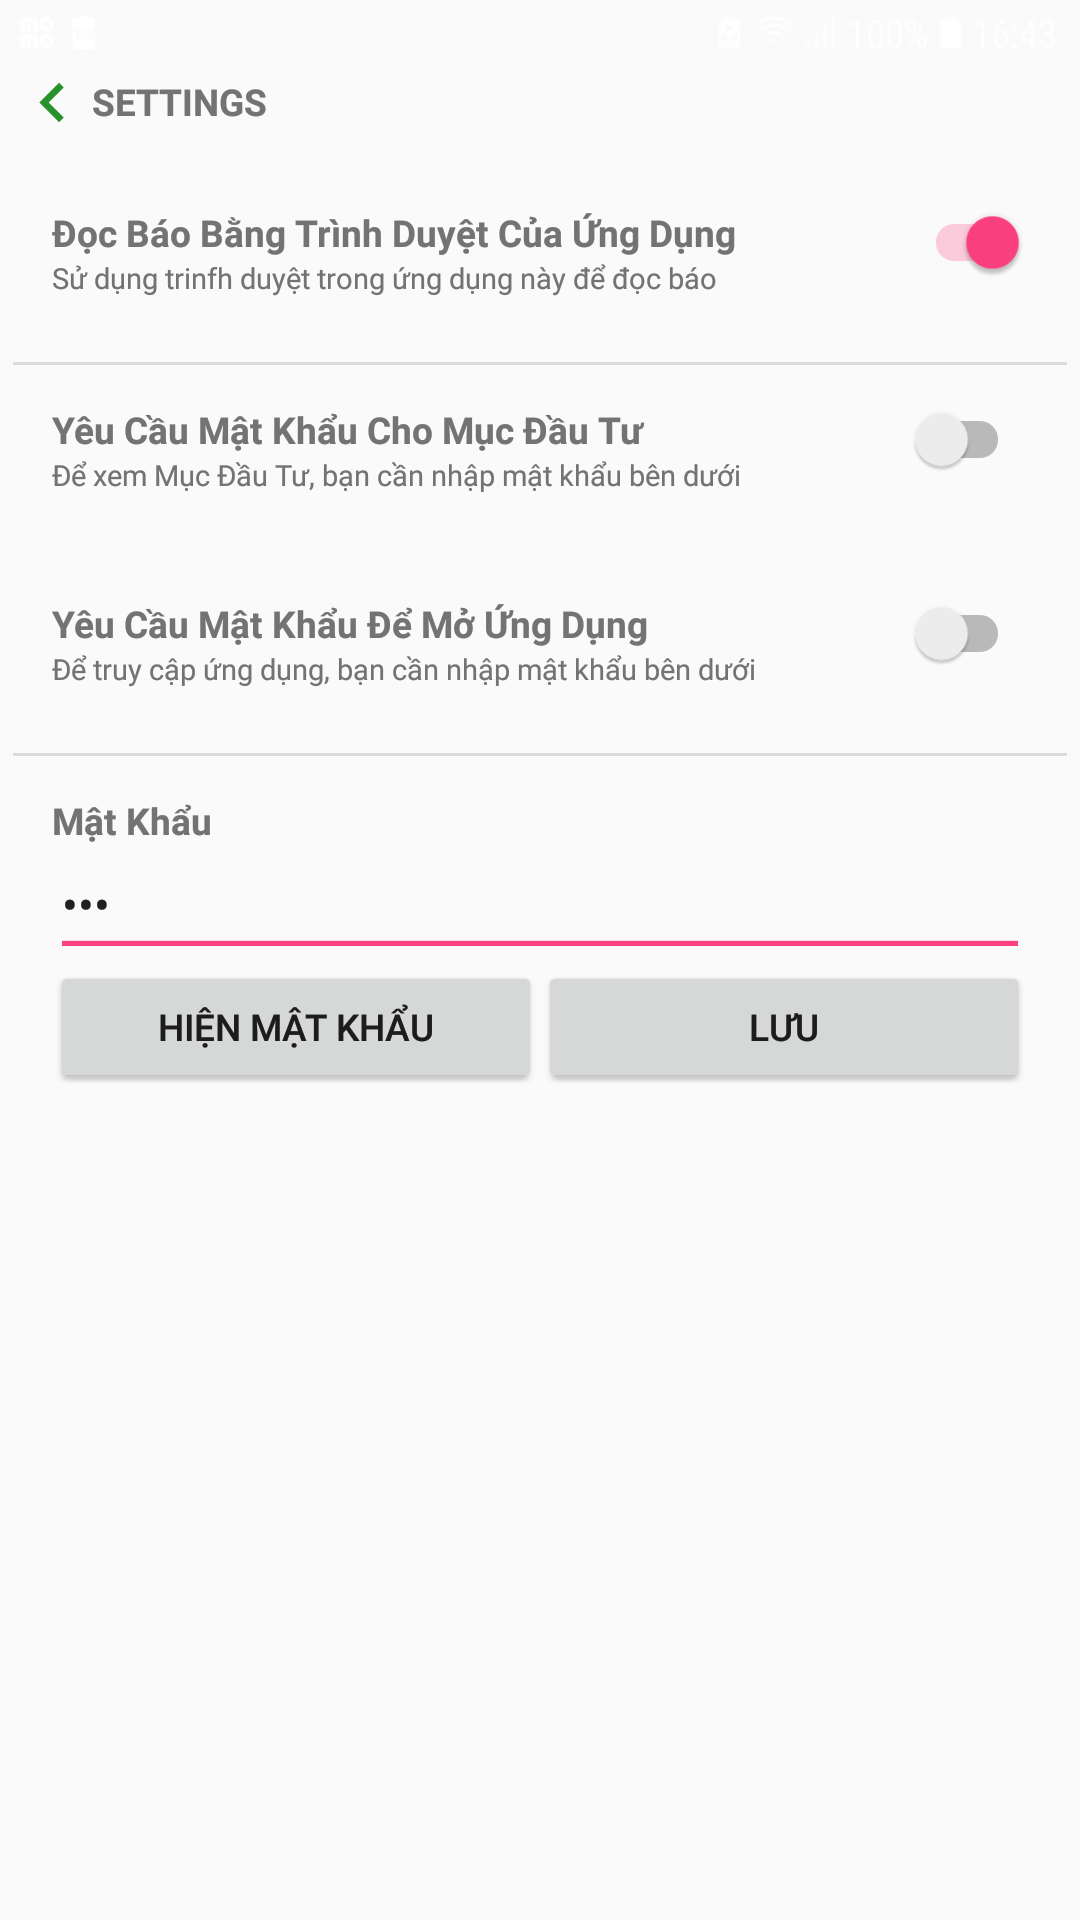 100% 16:43
SETTINGS
Đọc Báo Bằng Trình Duyệt Của Ứng Dụng
Sử dụng trinfh duyệt trong ứng dụng này để đọc báo
Yêu Cầu Mật Khẩu Cho Mục Đầu Tư
Để xem Mục Đầu Tư, bạn cần nhập mật khẩu bên dưới
Yêu Cầu Mật Khẩu Để Mở Ứng Dụng
Để truy cập ứng dụng, bạn cần nhập mật khẩu bên dưới
Mật Khẩu
•••
HIỆN MẬT KHẨU LƯU